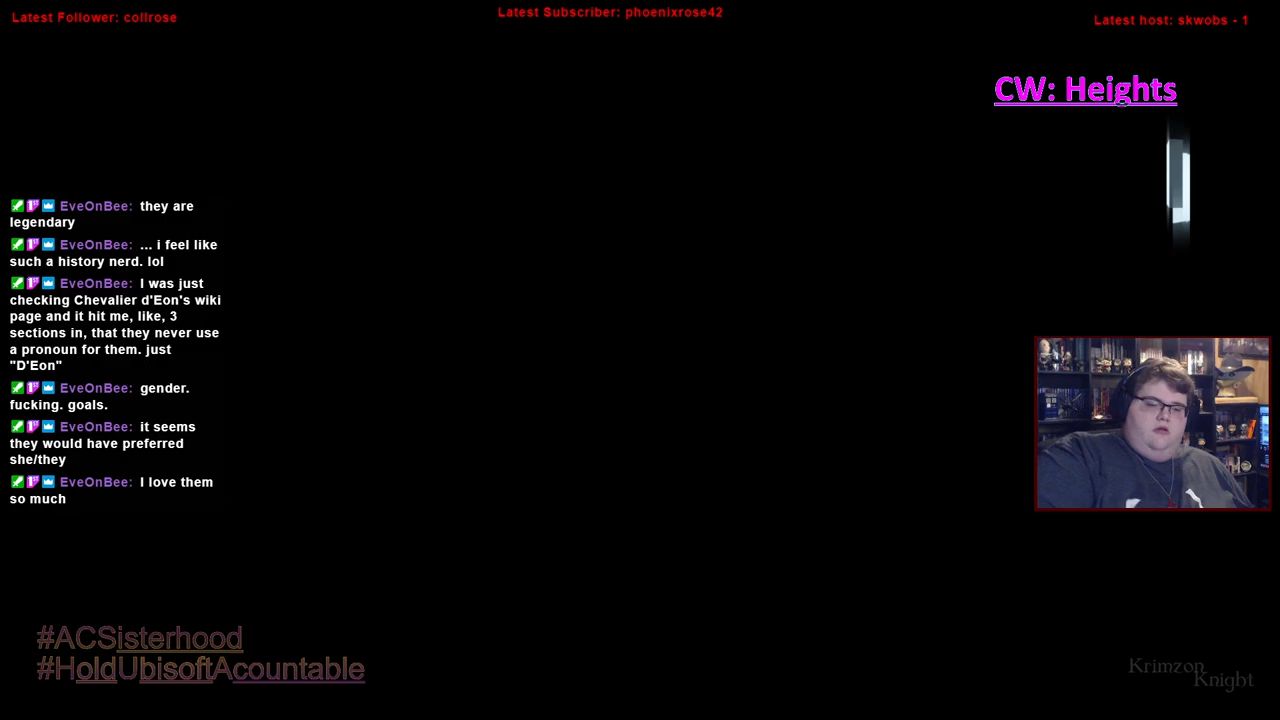 Latest Follower: collrose
Latest Subscriber: phoenixrose42
Latest host: skwobs - 1
CW: Heights
EveOnBee: they are
legendary
EveOnBee: ... i feel like
such a history nerd. lol
EveOnBee: I was just
checking Chevalier d'Eon's wiki
page and it hit me, like, 3
sections in, that they never use
a pronoun for them. just
"D'Eon"
EveOnBee: gender.
fucking. goals.
EveOnBee: it seems
they would have preferred
she/they
EveOnBee: I love them
so much
#ACSisterhood
#HoldUbisoftAcountable
Krimzon
Knight